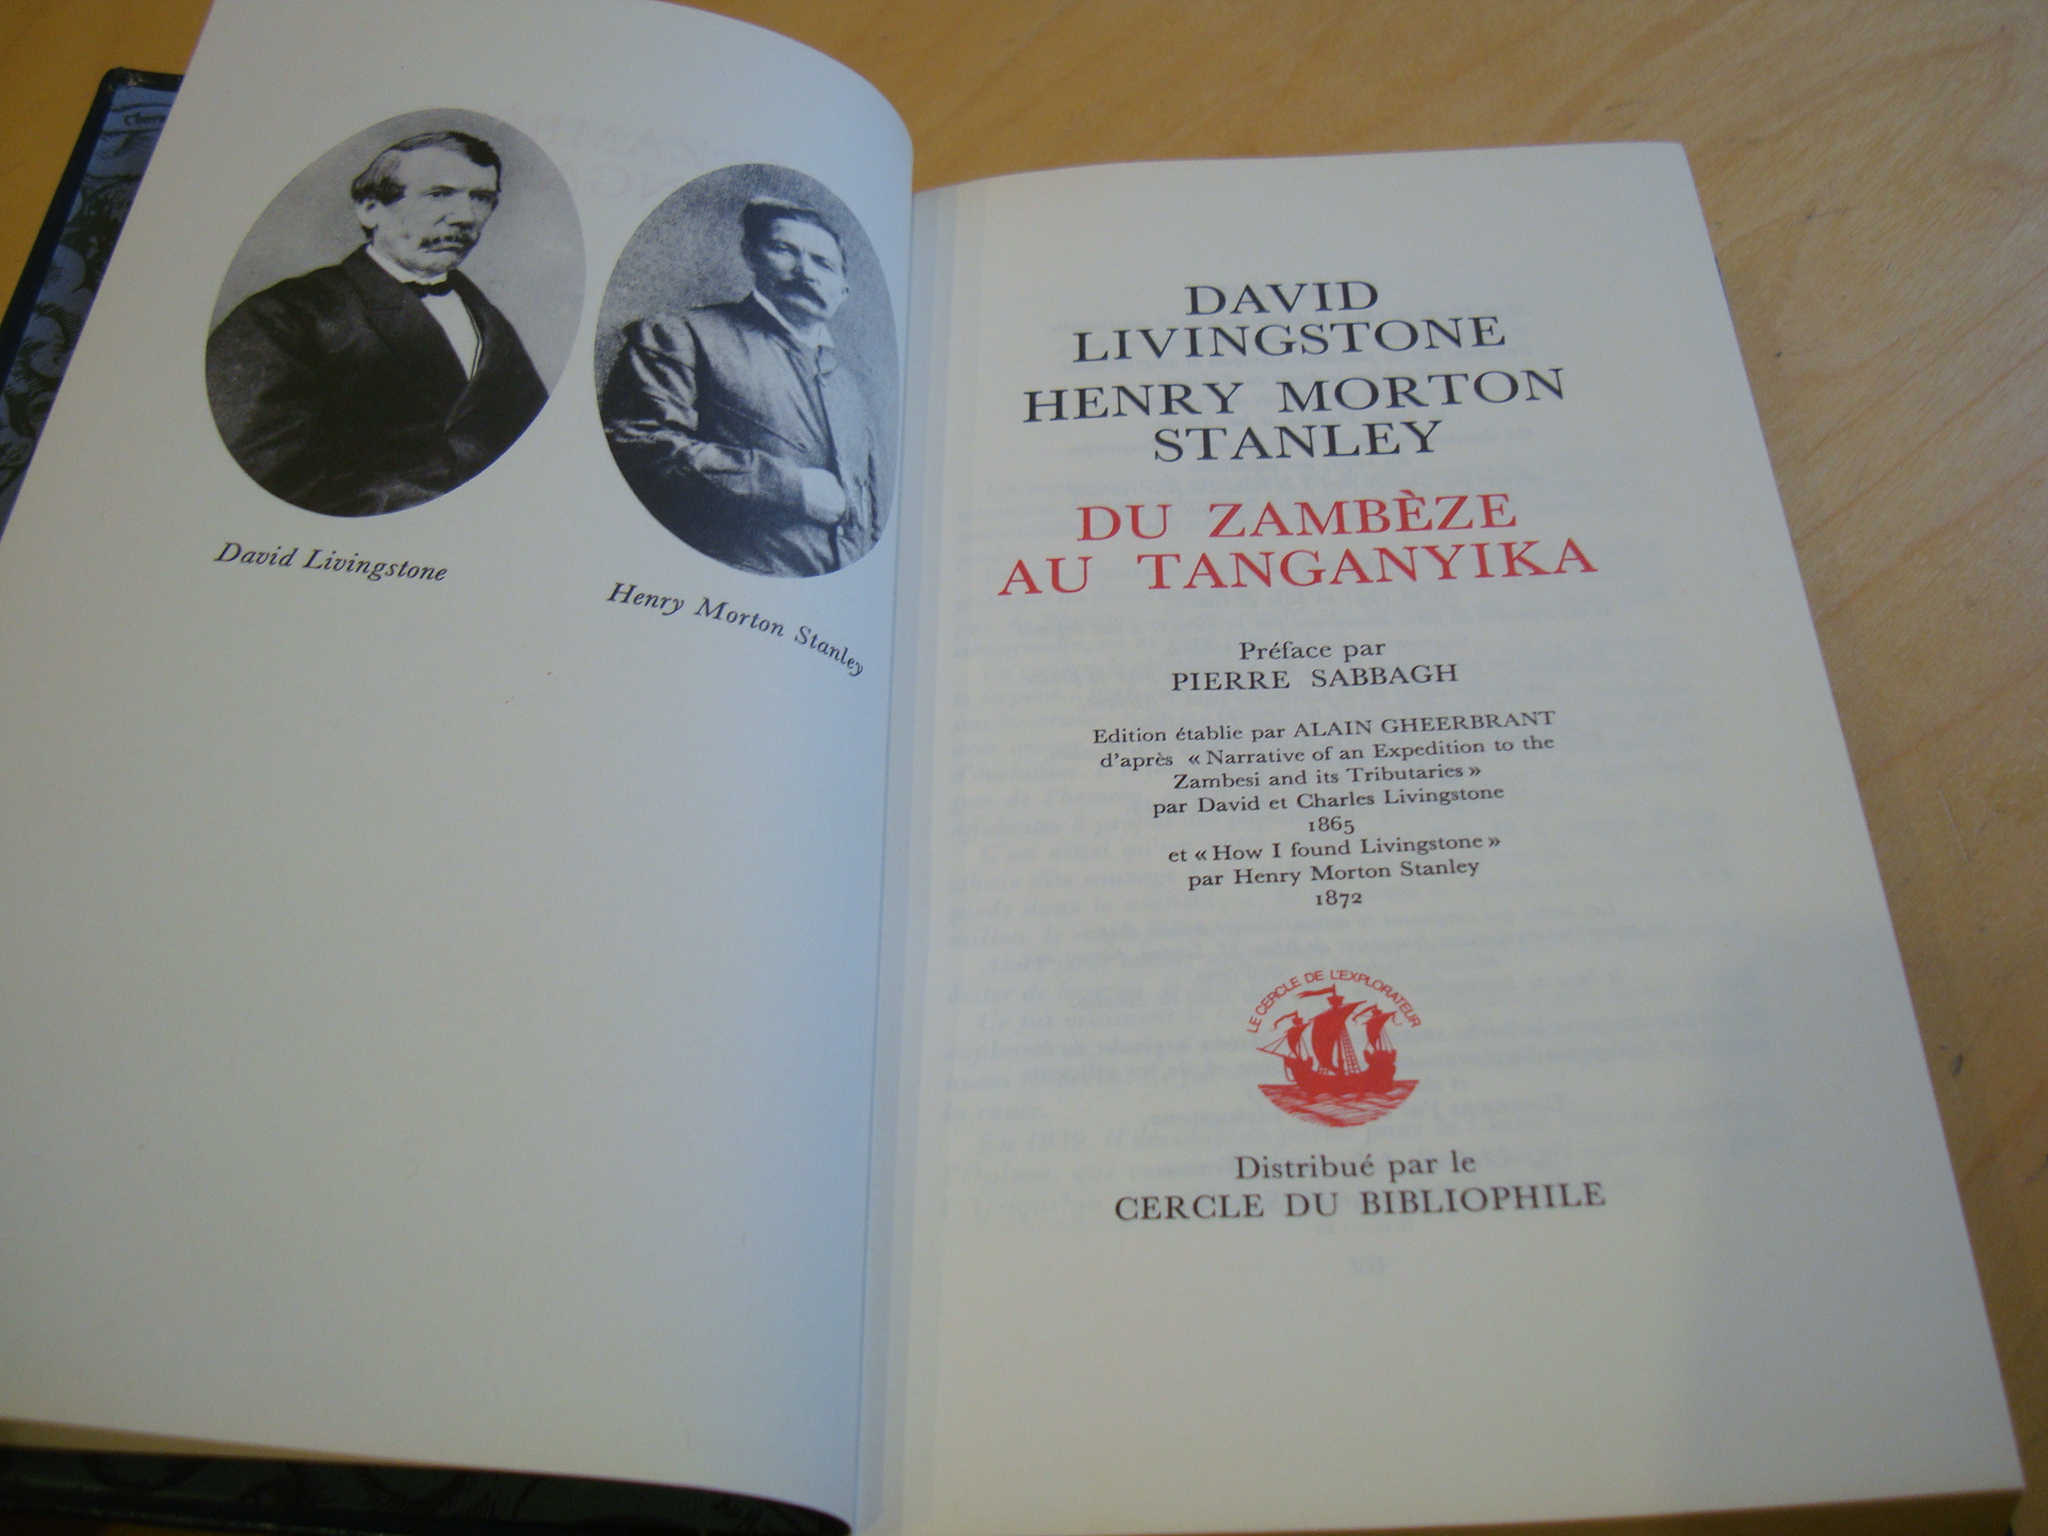 David Livingstone
Henry Morton Stanley
DAVID
LIVINGSTONE
HENRY MORTON
STANLEY
DU ZAMBÈZE
AU TANGANYIKA
Préface par
PIERRE SABBAGH
Edition établie par ALAIN GHEERBRANT
d'après « Narrative of an Expedition to the
Zambesi and its Tributaries »
par David et Charles Livingstone
1865
et « How I found Livingstone »
par Henry Morton Stanley
1872
LE CERCLE DE L'EXPLORATEUR
Distribué par le
CERCLE DU BIBLIOPHILE